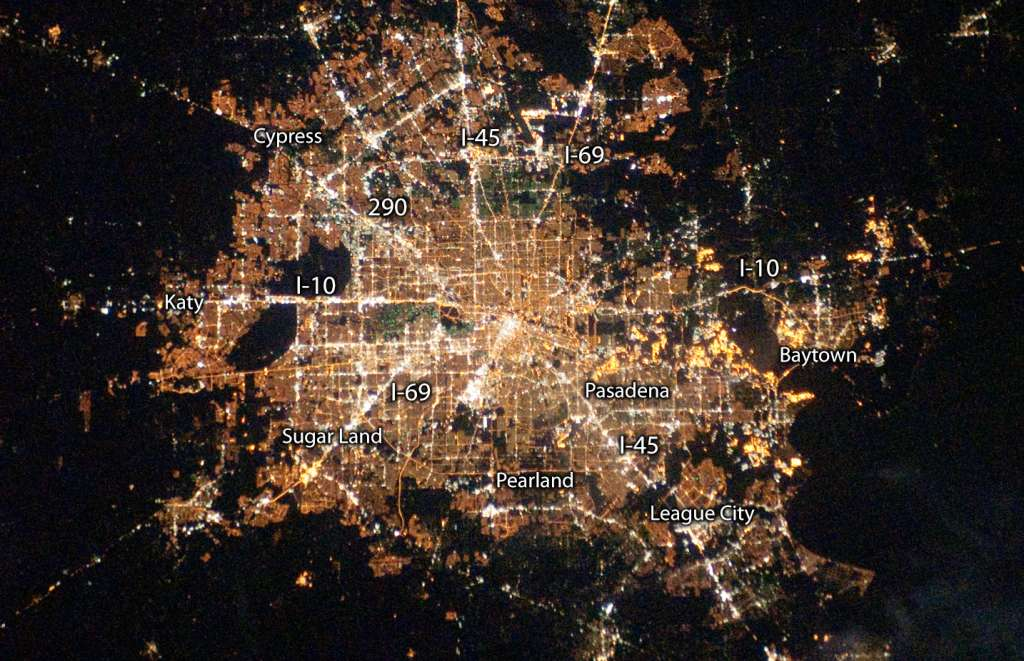 Cypress
I-45
I-69
290
I-10
I-10
Katy
Baytown
I-69
Pasadena
Sugar Land
I-45
Pearland
League City